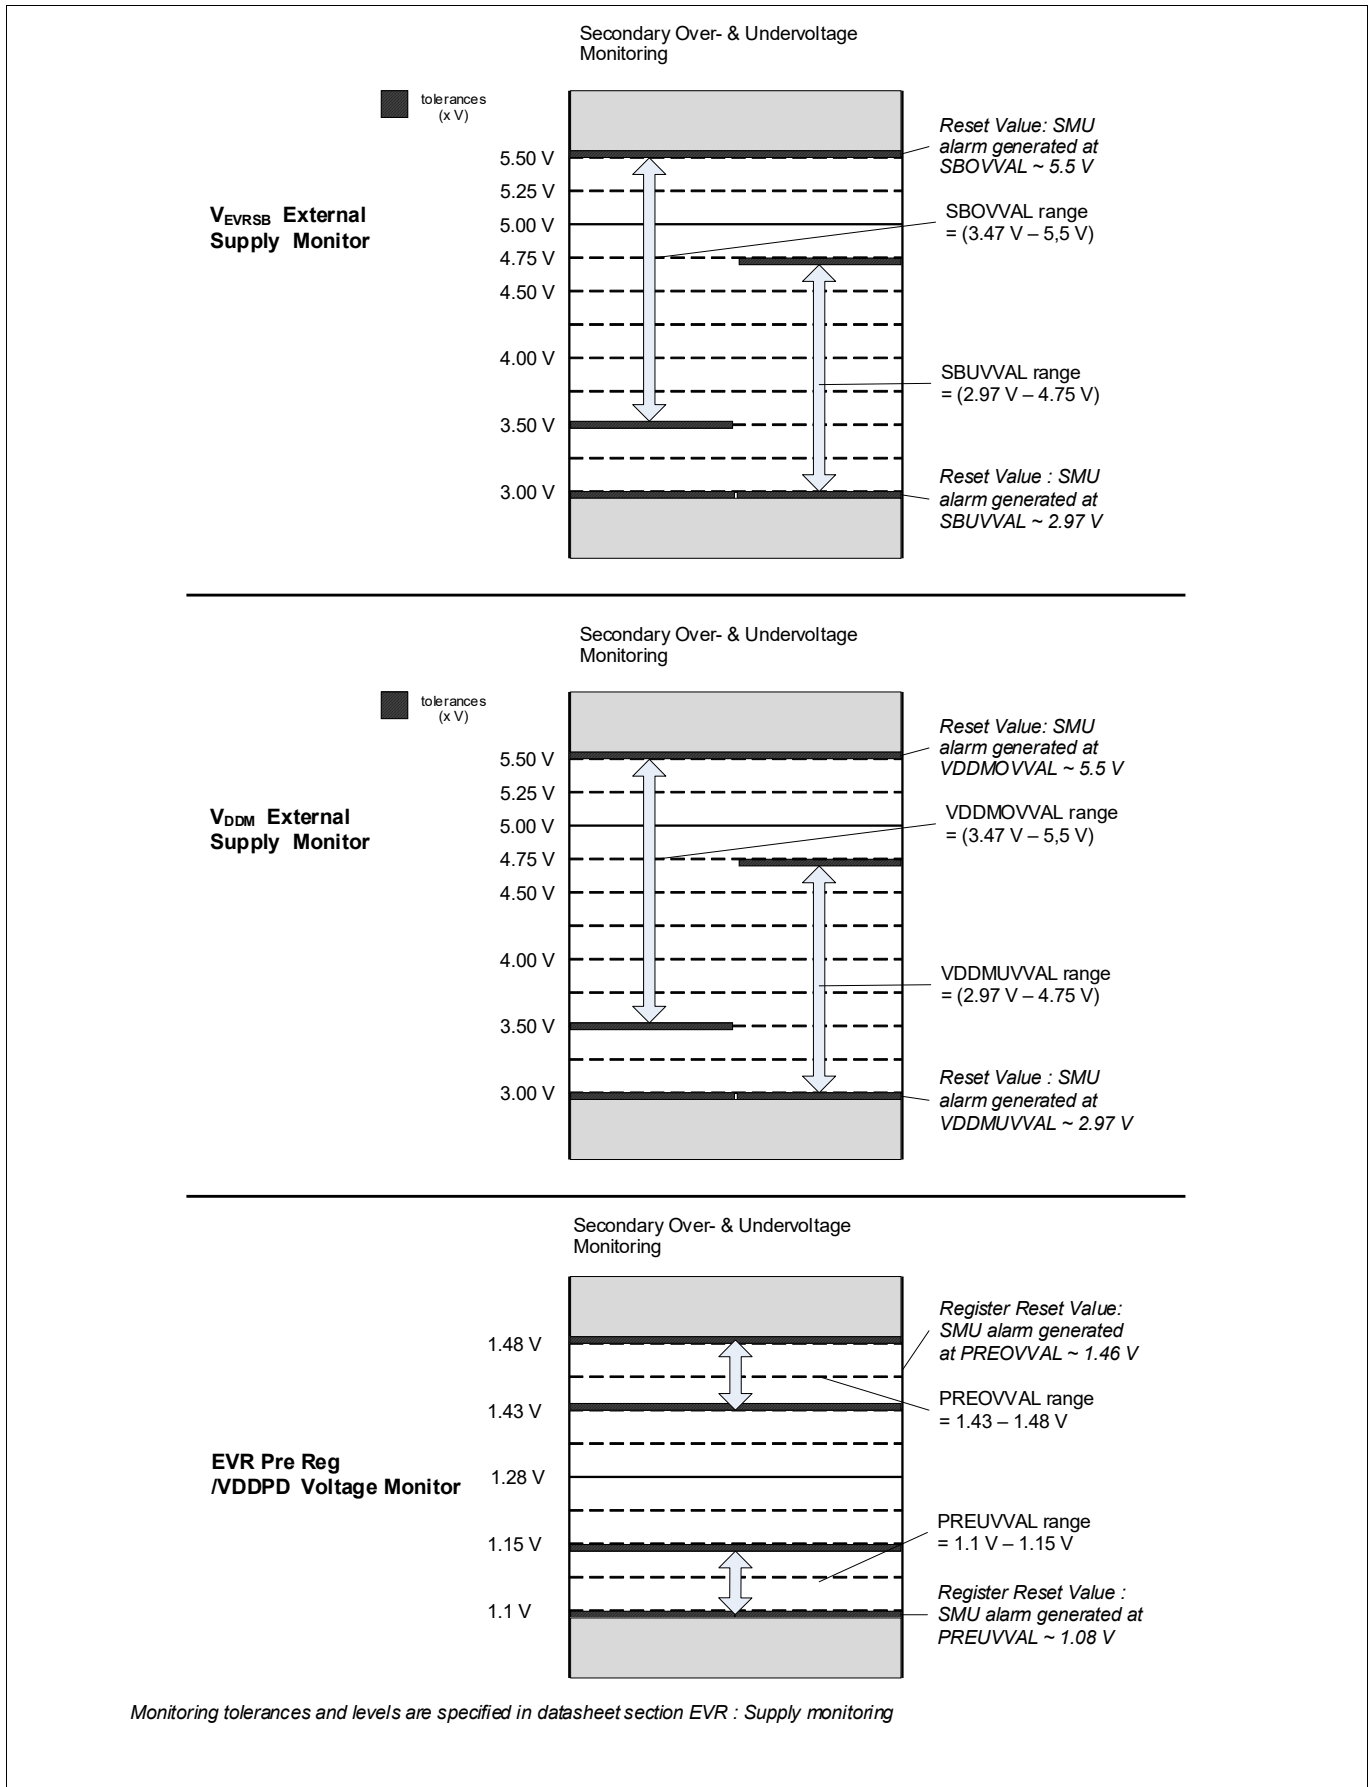 Secondary Over- & Undervoltage
Monitoring
tolerances
(x V)
5.50 V
5.25 V
5.00 V
4.75 V
4.50 V
4.00 V
3.50 V
3.00 V
VEVRSB External
Supply Monitor
Reset Value: SMU
alarm generated at
SBOVVAL ~ 5.5 V
SBOVVAL range
= (3.47 V – 5,5 V)
SBUVVAL range
= (2.97 V – 4.75 V)
Reset Value : SMU
alarm generated at
SBUVVAL ~ 2.97 V
Secondary Over- & Undervoltage
Monitoring
tolerances
(x V)
5.50 V
5.25 V
5.00 V
4.75 V
4.50 V
4.00 V
3.50 V
3.00 V
VDDM External
Supply Monitor
Reset Value: SMU
alarm generated at
VDDMOVVAL ~ 5.5 V
VDDMOVVAL range
= (3.47 V – 5,5 V)
VDDMUVVAL range
= (2.97 V – 4.75 V)
Reset Value : SMU
alarm generated at
VDDMUVVAL ~ 2.97 V
Secondary Over- & Undervoltage
Monitoring
1.48 V
1.43 V
1.28 V
1.15 V
1.1 V
EVR Pre Reg
/VDDPD Voltage Monitor
Register Reset Value:
SMU alarm generated
at PREOVVAL ~ 1.46 V
PREOVVAL range
= 1.43 – 1.48 V
PREUVVAL range
= 1.1 V – 1.15 V
Register Reset Value :
SMU alarm generated at
PREUVVAL ~ 1.08 V
Monitoring tolerances and levels are specified in datasheet section EVR : Supply monitoring